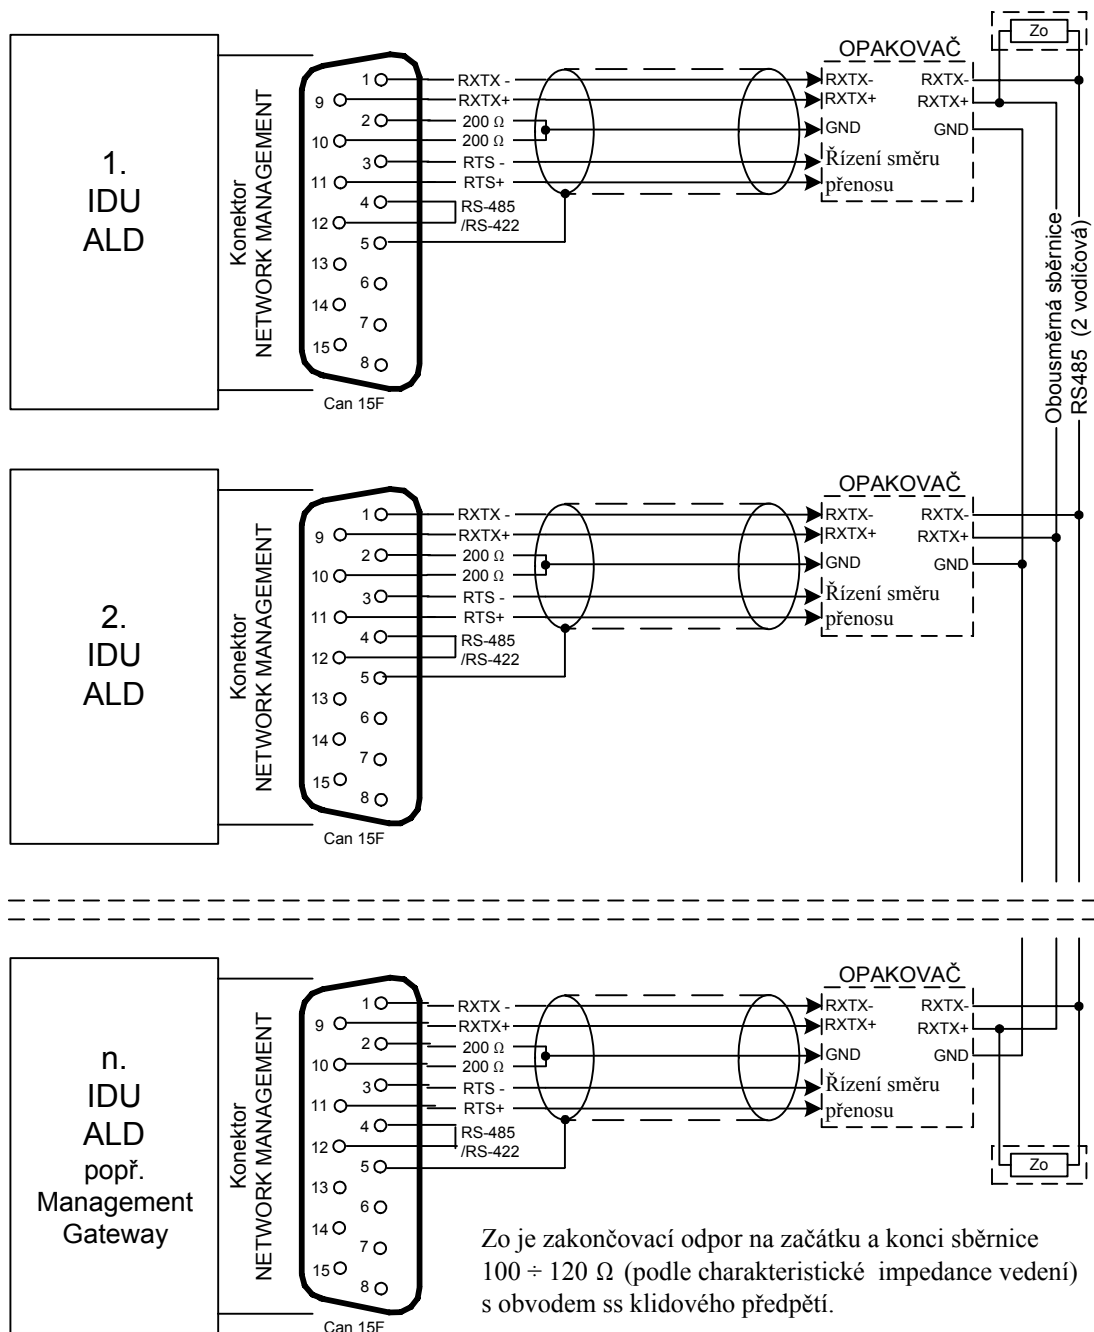 Zo
OPAKOVAČ
1.
IDU
ALD
Konektor
NETWORK MANAGEMENT
1
9
2
10
3
11
4
12
5
13
6
14
7
15
8
Can 15F
RXTX -
RXTX+
200 Ω
200 Ω
RTS -
RTS+
RS-485
/RS-422
RXTX-
RXTX+
GND
Řízení směru
přenosu
RXTX-
RXTX+
GND
Obousměrná sběrnice
RS485 (2 vodičová)
OPAKOVAČ
2.
IDU
ALD
Konektor
NETWORK MANAGEMENT
1
9
2
10
3
11
4
12
5
13
6
14
7
15
8
Can 15F
RXTX -
RXTX+
200 Ω
200 Ω
RTS -
RTS+
RS-485
/RS-422
RXTX-
RXTX+
GND
Řízení směru
přenosu
RXTX-
RXTX+
GND
OPAKOVAČ
n.
IDU
ALD
popř.
Management
Gateway
Konektor
NETWORK MANAGEMENT
1
9
2
10
3
11
4
12
5
13
6
14
7
15
8
Can 15F
RXTX -
RXTX+
200 Ω
200 Ω
RTS -
RTS+
RS-485
/RS-422
RXTX-
RXTX+
GND
Řízení směru
přenosu
RXTX-
RXTX+
GND
Zo
Zo je zakončovací odpor na začátku a konci sběrnice
100 ÷ 120 Ω (podle charakteristické impedance vedení)
s obvodem ss klidového předpětí.